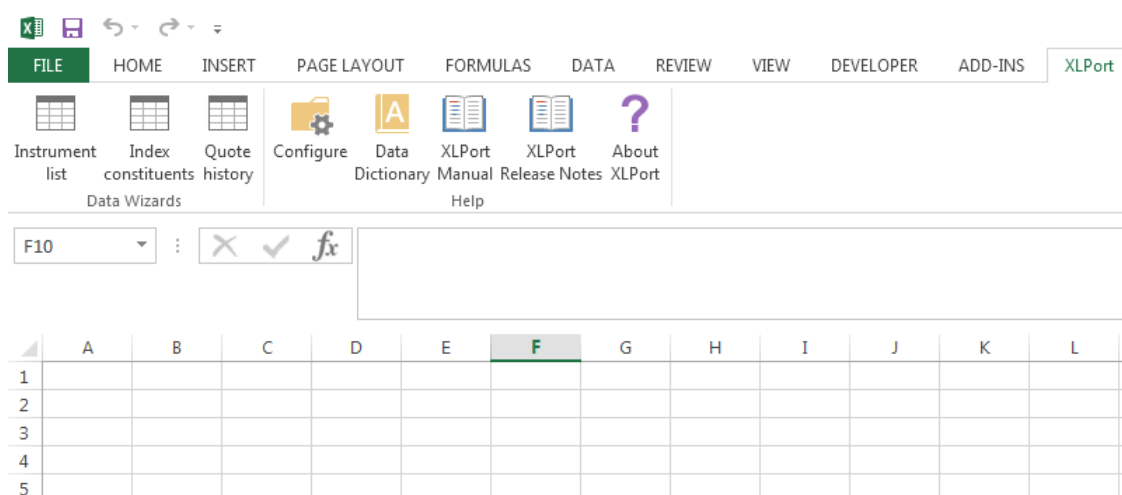 FILE HOME INSERT PAGE LAYOUT FORMULAS DATA REVIEW VIEW DEVELOPER ADD-INS XLPort
Instrument Index Quote Configure Data XLPort XLPort About
list constituents history Dictionary Manual Release Notes XLPort
Data Wizards Help
F10 fx
A B C D E F G H I J K L
1
2
3
4
5